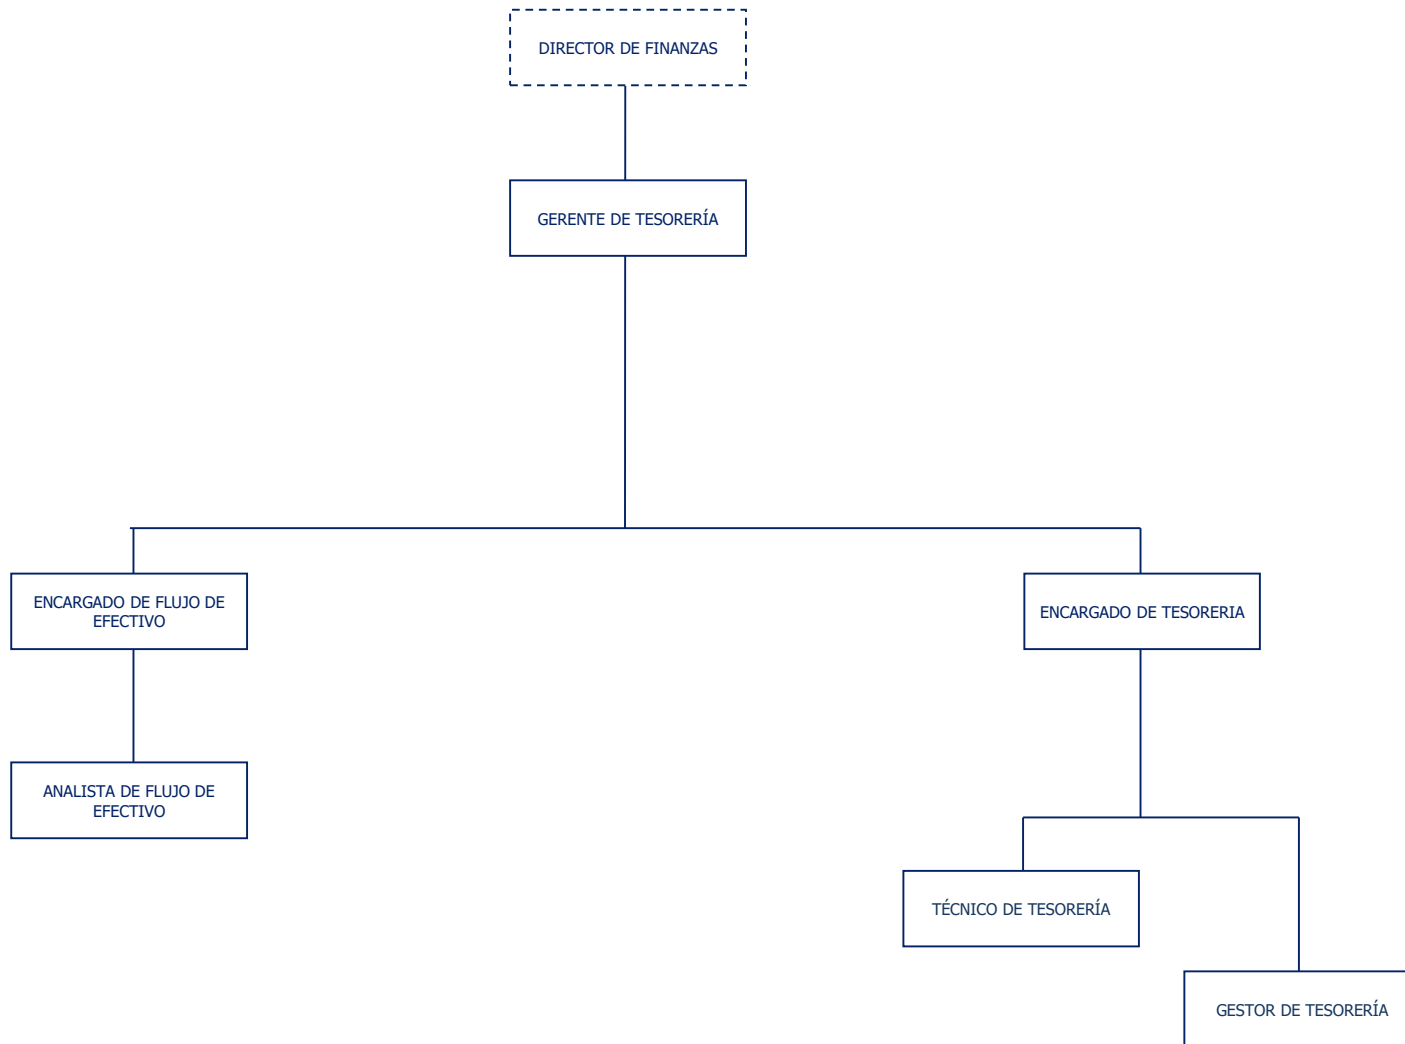 DIRECTOR DE FINANZAS
GERENTE DE TESORERÍA
ENCARGADO DE FLUJO DE
EFECTIVO
ENCARGADO DE TESORERIA
ANALISTA DE FLUJO DE
EFECTIVO
TÉCNICO DE TESORERÍA
GESTOR DE TESORERÍA